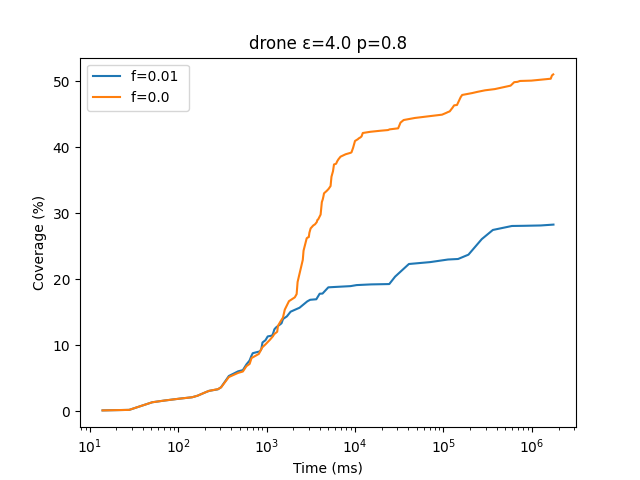 drone ε=4.0 p=0.8
f=0.01
f=0.0
Coverage (%)
50
40
30
20
10
0
10¹ 10² 10³ 10⁴ 10⁵ 10⁶
Time (ms)